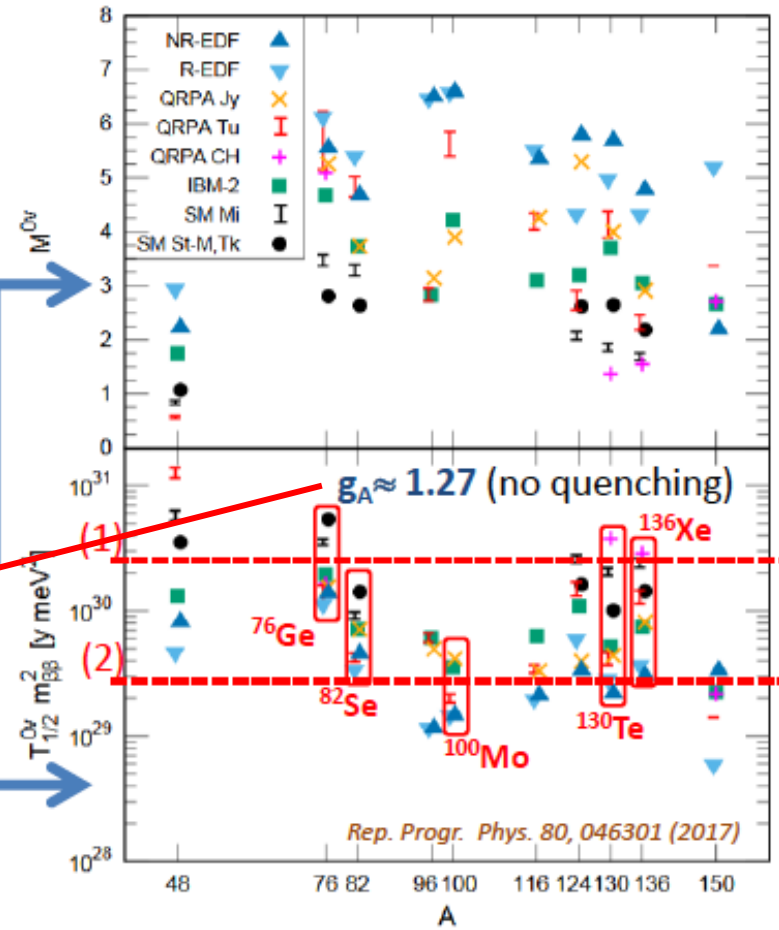 8
7
6
5
4
3
2
1
0
M⁰ᵛ
NR-EDF
R-EDF
QRPA Jy
QRPA Tu
QRPA CH
IBM-2
SM Mi
SM St-M,Tk
g_A≈ 1.27 (no quenching)
10³¹
(1)
¹³⁶Xe
10³⁰
⁷⁶Ge
(2)
⁸²Se
¹³⁰Te
10²⁹
¹⁰⁰Mo
T⁰ᵛ₁/₂ m²ββ [y meV²]
Rep. Progr. Phys. 80, 046301 (2017)
10²⁸
48 76 82 96 100 116 124 130 136 150
A